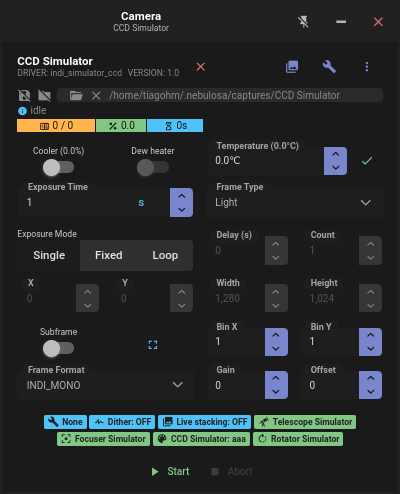 Camera
CCD Simulator
CCD Simulator
DRIVER: indi_simulator_ccd VERSION: 1.0
/home/tiagohm/.nebulosa/captures/CCD Simulator
idle
0 / 0 0.0 0s
Cooler (0.0%) Dew heater Temperature (0.0°C)
0.0°C
Exposure Time Frame Type
1 s Light
Exposure Mode Delay (s) Count
Single Fixed Loop 0 1
X Y Width Height
0 0 1,280 1,024
Subframe Bin X Bin Y
1 1
Frame Format Gain Offset
INDI_MONO 0 0
None Dither: OFF Live stacking: OFF Telescope Simulator
Focuser Simulator CCD Simulator: aaa Rotator Simulator
Start Abort